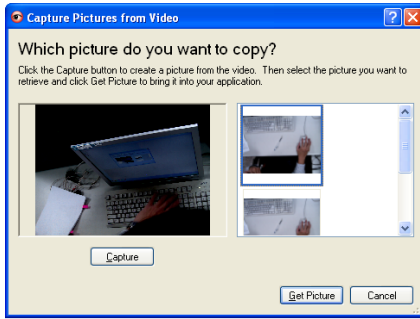 Capture Pictures from Video
Which picture do you want to copy?
Click the Capture button to create a picture from the video. Then select the picture you want to
retrieve and click Get Picture to bring it into your application.
Capture
Get Picture
Cancel